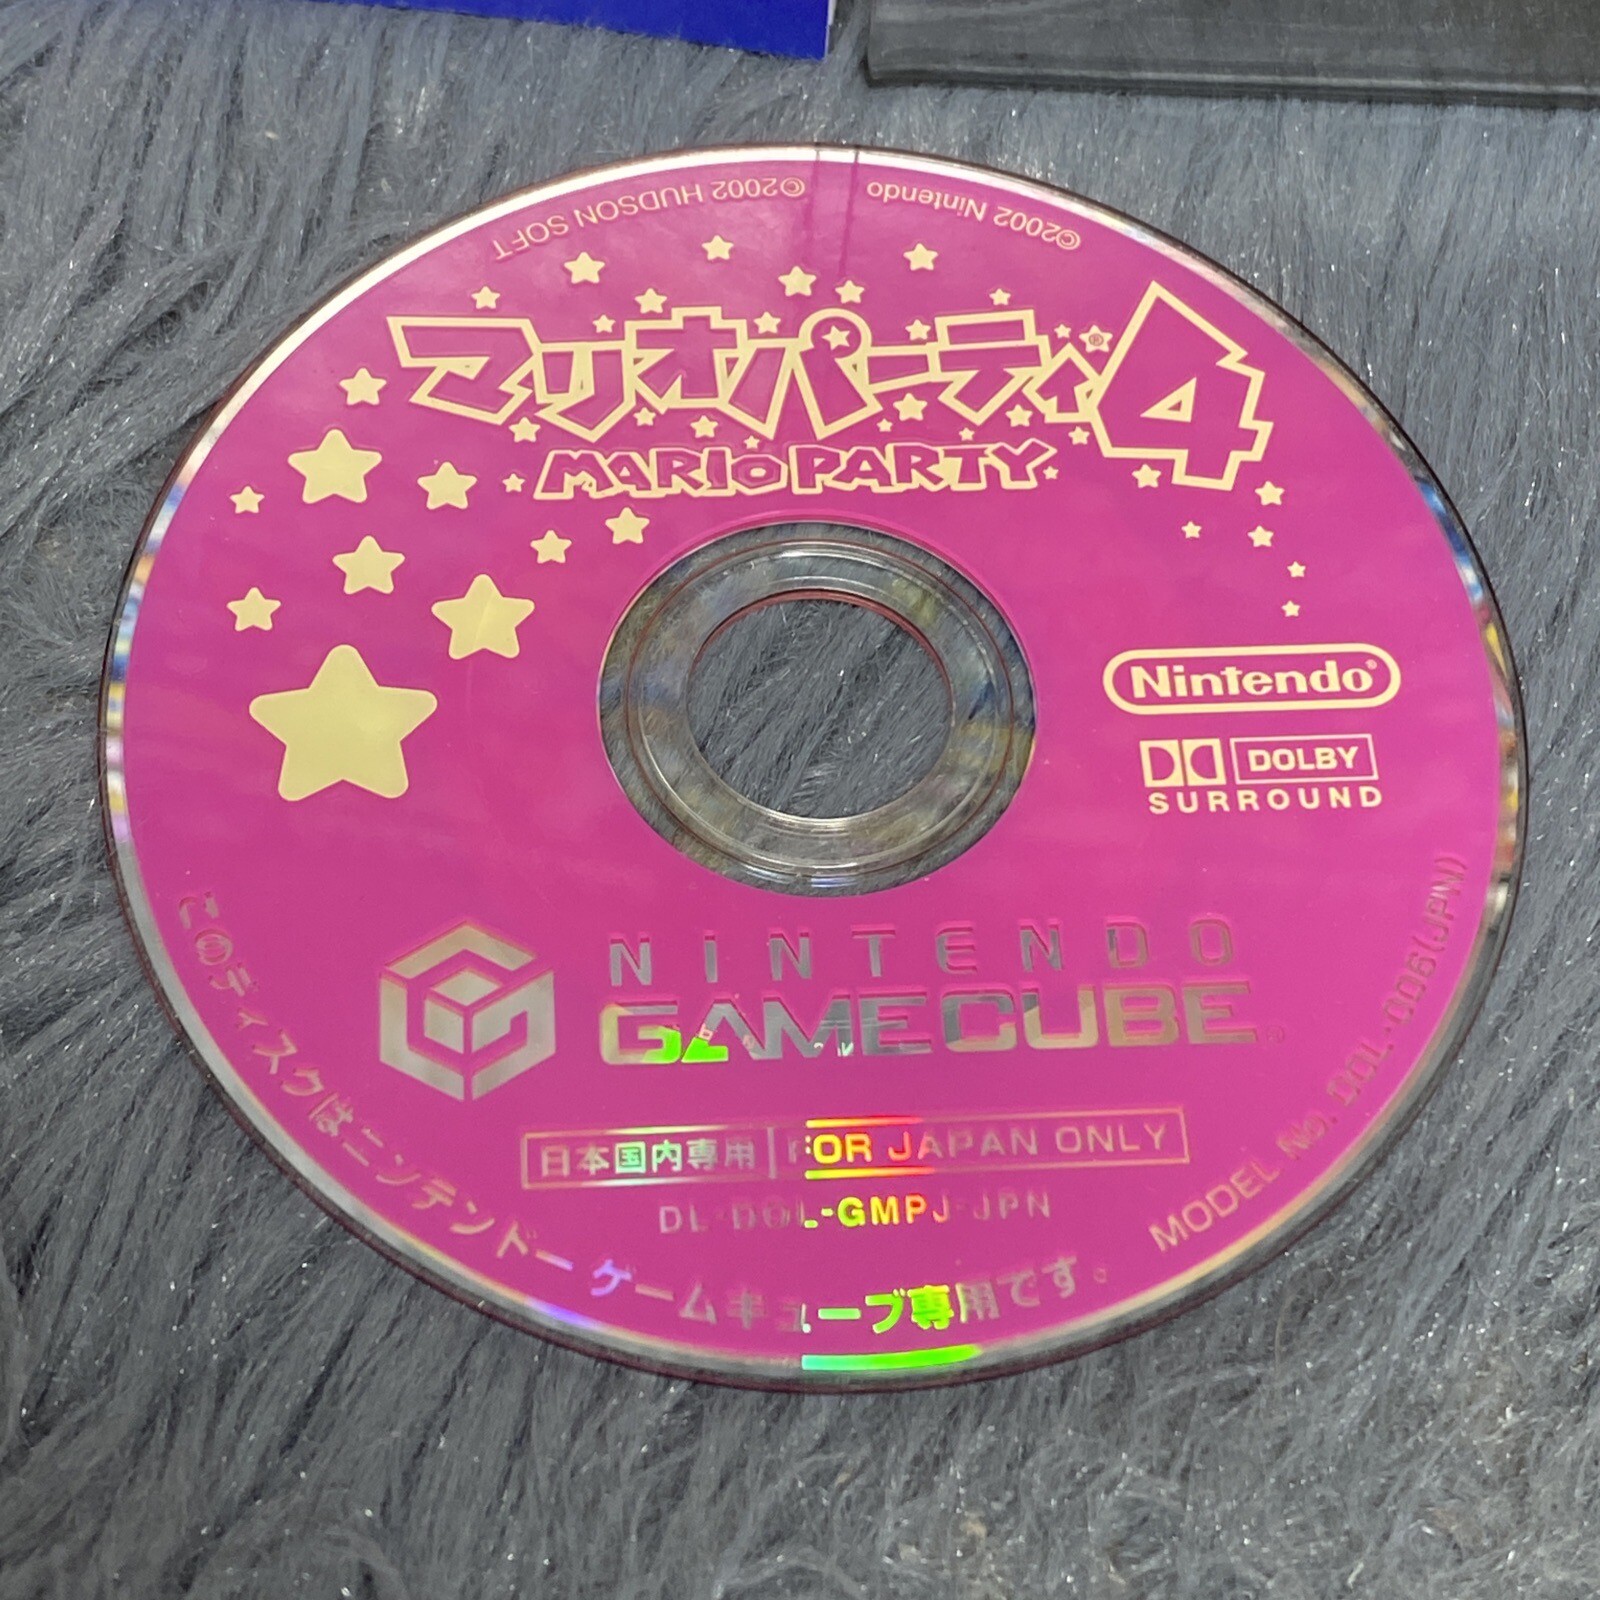 ©2002 Nintendo
©2002 HUDSON SOFT
マリオパーティ4
MARIO PARTY
Nintendo®
DOLBY
SURROUND
NINTENDO
GAMECUBE
日本国内専用 FOR JAPAN ONLY
DL-DOL-GMPJ-JPN
このディスクはニンテンドーゲームキューブ専用です。
MODEL No. DOL-006(JPN)